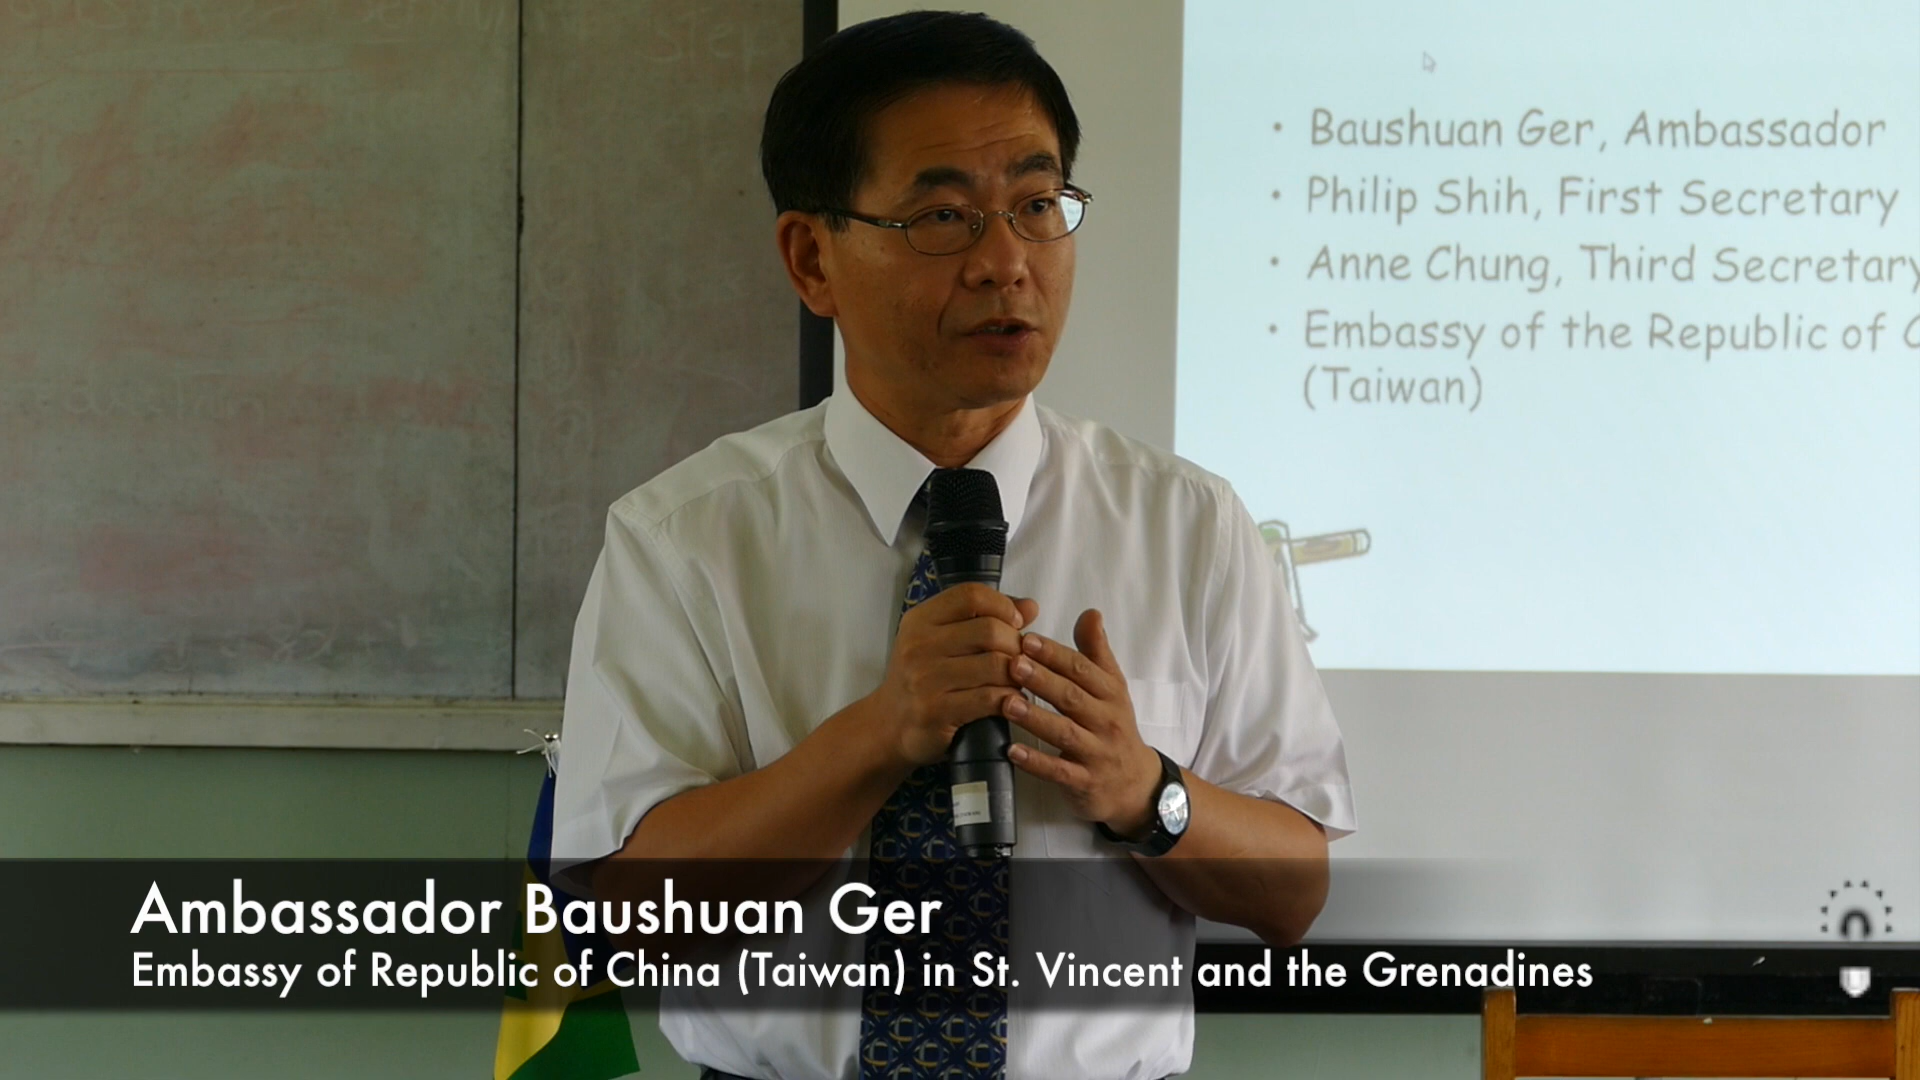 Baushuan Ger, Ambassador
Philip Shih, First Secretary
Anne Chung, Third Secretary
Embassy of the Republic of
(Taiwan)
Ambassador Baushuan Ger
Embassy of Republic of China (Taiwan) in St. Vincent and the Grenadines